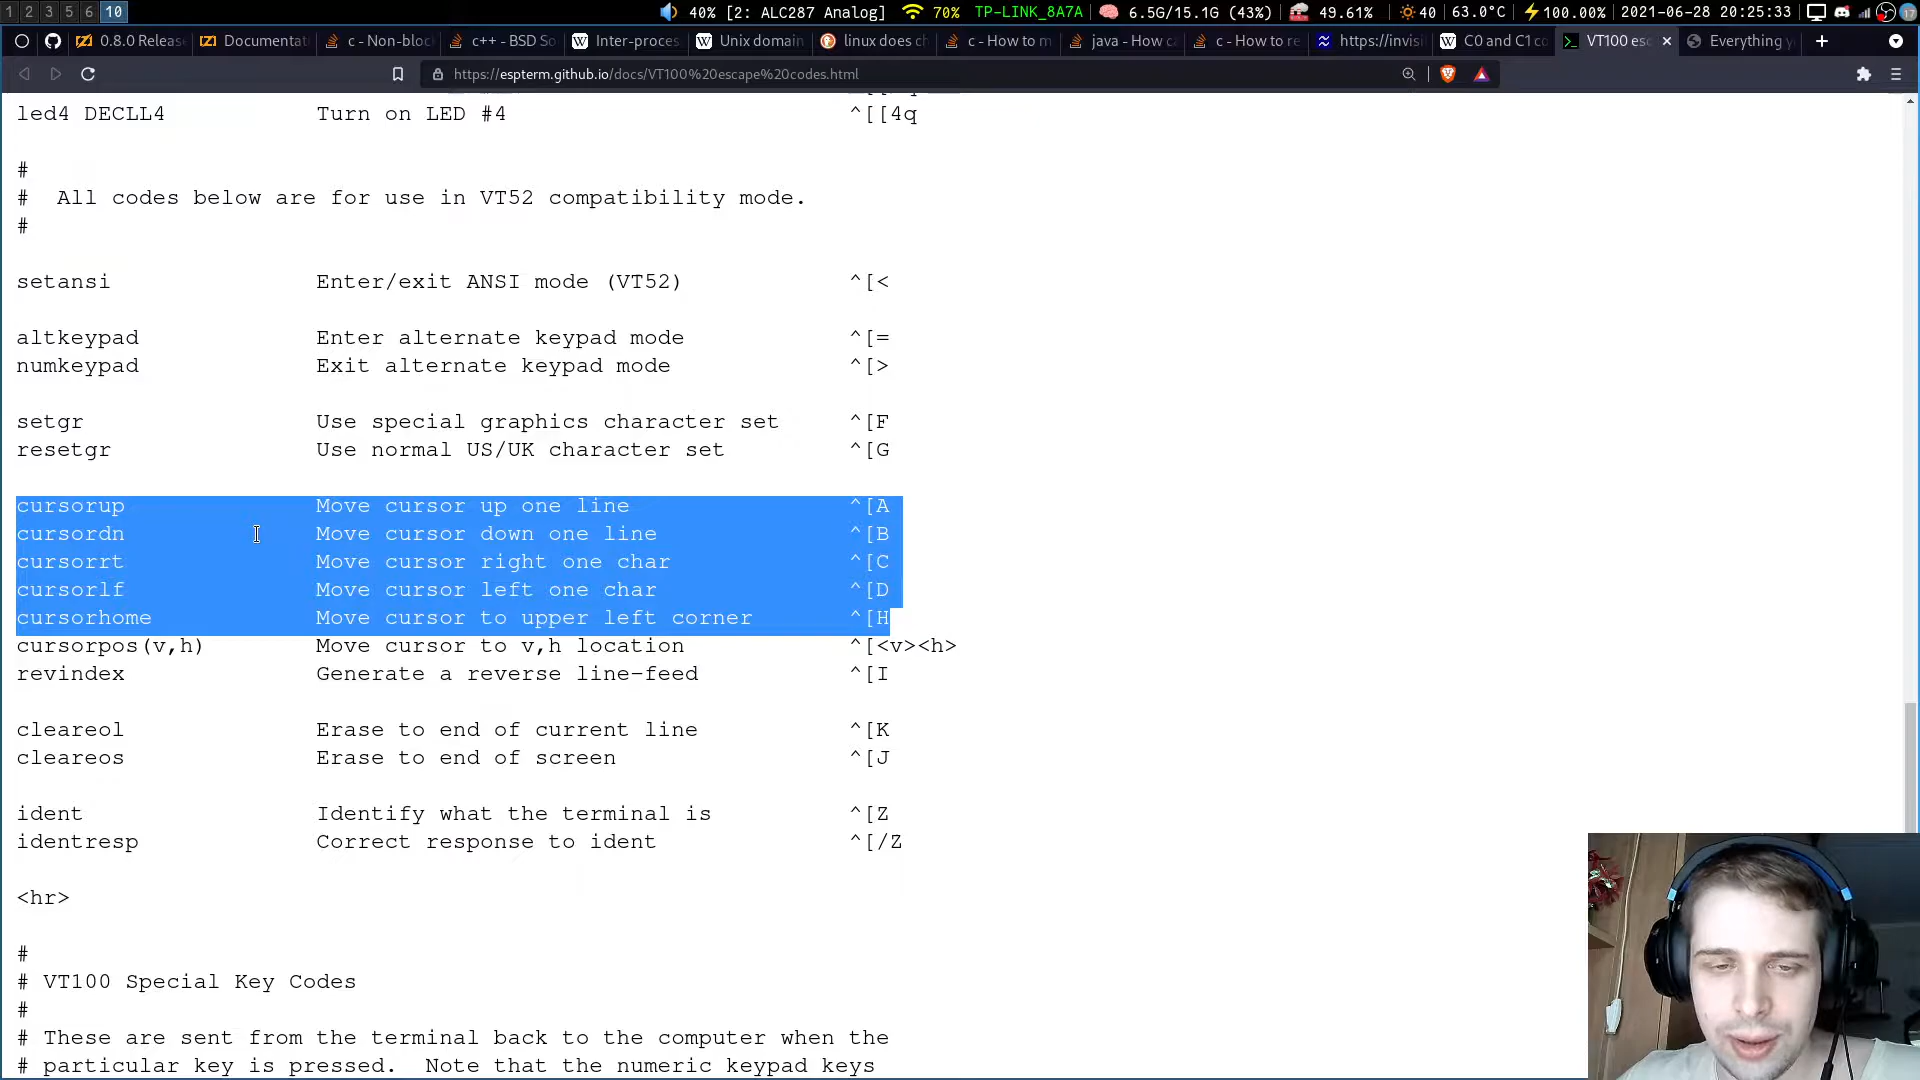 1 2 3 5 6 10 40% [2: ALC287 Analog] 70% TP-LINK_8A7A 6.5G/15.1G (43%) 49.61% 40 63.0°C 100.00% 2021-06-28 20:25:33 17
0.8.0 Releas Documentat c - Non-bloc c++ - BSD So Inter-proces Unix domain linux does ch c - How to m java - How ca c - How to re https://invisi C0 and C1 co VT100 esc Everything y
https://espterm.github.io/docs/VT100%20escape%20codes.html
led4 DECLL4 Turn on LED #4 ^[[4q
#
# All codes below are for use in VT52 compatibility mode.
#
setansi Enter/exit ANSI mode (VT52) ^[<
altkeypad Enter alternate keypad mode ^[=
numkeypad Exit alternate keypad mode ^[>
setgr Use special graphics character set ^[F
resetgr Use normal US/UK character set ^[G
cursorup Move cursor up one line ^[A
cursordn Move cursor down one line ^[B
cursorrt Move cursor right one char ^[C
cursorlf Move cursor left one char ^[D
cursorhome Move cursor to upper left corner ^[H
cursorpos(v,h) Move cursor to v,h location ^[<v><h>
revindex Generate a reverse line-feed ^[I
cleareol Erase to end of current line ^[K
cleareos Erase to end of screen ^[J
ident Identify what the terminal is ^[Z
identresp Correct response to ident ^[/Z
<hr>
#
# VT100 Special Key Codes
#
# These are sent from the terminal back to the computer when the
# particular key is pressed. Note that the numeric keypad keys